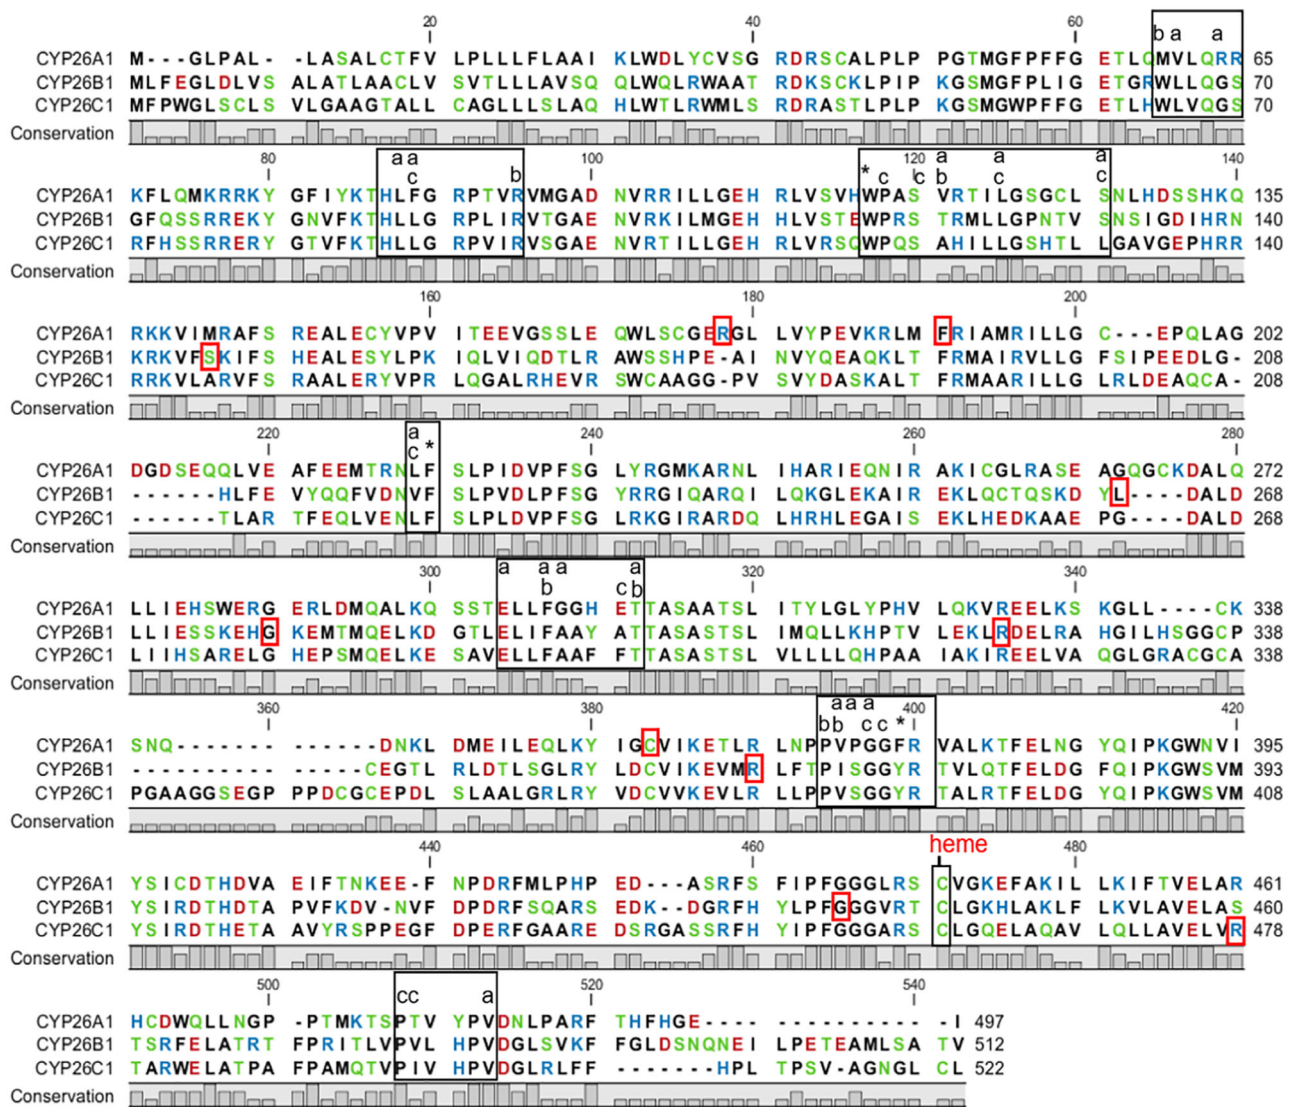 20 40 60
b a a
CYP26A1 M---GLPAL- -LASALCTFV LPLLLFLAAI KLWDLYCVSG RDRSCALPLP PGTMGFPFFG ETLQMVLQRR 65
CYP26B1 MLFEGLDLVS ALATLAACLV SVTLLLAVSQ QLWQLRWAAT RDKSCKLPIP KGSMGFPLIG ETGRWLLQGS 70
CYP26C1 MFPWGLSCLS VLGAAGTALL CAGLLLSLAQ HLWTLRWMLS RDRASTLPLP KGSMGWPFFG ETLHWLVQGS 70
Conservation
80 100 120 140
a a b * c c a a a
c b c c
CYP26A1 KFLQMKRRKY GFIYKTHLFG RPTVRVMGAD NVRRILLGEH RLVSVHWPAS VRTILGSGCL SNLHDSSHKQ 135
CYP26B1 GFQSSRREKY GNVFKTHLLG RPLIRVTGAE NVRKILMGEH HLVSTEWPRS TRMLLGPNTV SNSIGDIHRN 140
CYP26C1 RFHSSRRERY GTVFKTHLLG RPVIRVSGAE NVRTILLGEH RLVRSQWPQS AHILLGSHTL LGAVGEPHRR 140
Conservation
160 180 200
CYP26A1 RKKVIMRAFS REALECYVPV ITEEVGSSLE QWLSCGERGL LVYPEVKRLM FRIAMRILLG C---EPQLAG 202
CYP26B1 KRKVFSKIFS HEALESYLPK IQLVIQDTLR AWSSHPE-AI NVYQEAQKLT FRMAIRVLLG FSIPEEDLG- 208
CYP26C1 RRKVLARVFS RAALERYVPR LQGALRHEVR SWCAAGG-PV SVYDASKALT FRMAARILLG LRLDEAQCA- 208
Conservation
220 240 260 280
a
c *
CYP26A1 DGDSEQQLVE AFEEMTRNLF SLPIDVPFSG LYRGMKARNL IHARIEQNIR AKICGLRASE AGQGCKDALQ 272
CYP26B1 ------HLFE VYQQFVDNVF SLPVDLPFSG YRRGIQARQI LQKGLEKAIR EKLQCTQSKD YL----DALD 268
CYP26C1 ------TLAR TFEQLVENLF SLPLDVPFSG LRKGIRARDQ LHRHLEGAIS EKLHEDKAAE PG----DALD 268
Conservation
300 320 340
a a a a
b c b
CYP26A1 LLIEHSWERG ERLDMQALKQ SSTELLFGGH ETTASAATSL ITYLGLYPHV LQKVREELKS KGLL----CK 338
CYP26B1 LLIESSKEHG KEMTMQELKD GTLELIFAAY ATTASASTSL IMQLLKHPTV LEKLRDELRA HGILHSGGCP 338
CYP26C1 LIIHSARELG HEPSMQELKE SAVELLFAAF FTTASASTSL VLLLLQHPAA IAKIREELVA QGLGRACGCA 338
Conservation
360 380 400 420
a a a
b b c c *
CYP26A1 SNQ------- ------DNKL DMEILEQLKY IGCVIKETLR LNPPVPGGFR VALKTFELNG YQIPKGWNVI 395
CYP26B1 ---------- -----CEGTL RLDTLSGLRY LDCVIKEVMR LFTPISGGYR TVLQTFELDG FQIPKGWSVM 393
CYP26C1 PGAAGGSEGP PPDCGCEPDL SLAALGRLRY VDCVVKEVLR LLPPVSGGYR TALRTFELDG YQIPKGWSVM 408
Conservation
heme
440 460 480
CYP26A1 YSICDTHDVA EIFTNKEE-F NPDRFMLPHP ED---ASRFS FIPFGGGLRS CVGKEFAKIL LKIFTVELAR 461
CYP26B1 YSIRDTHDTA PVFKDV-NVF DPDRFSQARS EDK--DGRFH YLPFGGGVRT CLGKHLAKLF LKVLAVELAS 460
CYP26C1 YSIRDTHETA AVYRSPPEGF DPERFGAARE DSRGASSRFH YIPFGGGARS CLGQELAQAV LQLLAVELVR 478
Conservation
500 520 540
c c a
CYP26A1 HCDWQLLNGP -PTMKTSPTV YPVDNLPARF THFHGE---- ---------- -I 497
CYP26B1 TSRFELATRT FPRITLVPVL HPVDGLSVKF FGLDSNQNEI LPETEAMLSA TV 512
CYP26C1 TARWELATPA FPAMQTVPIV HPVDGLRLFF -------HPL TPSV-AGNGL CL 522
Conservation